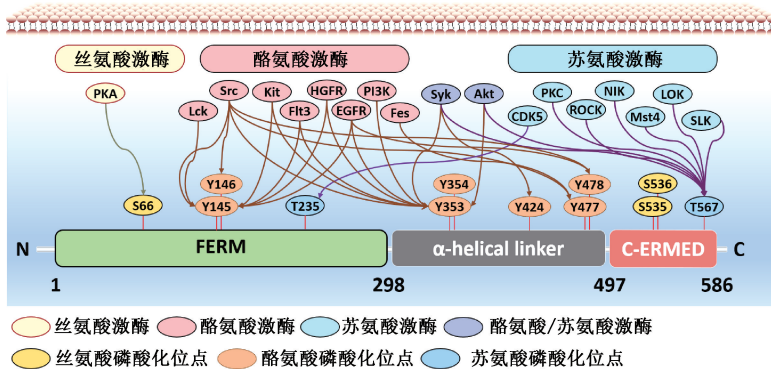 丝氨酸激酶 酪氨酸激酶 苏氨酸激酶
PKA Src Kit HGFR PI3K Syk Akt PKC NIK LOK
Lck Flt3 EGFR Fes CDK5 ROCK Mst4 SLK
Y146 Y354 Y478 S536
S66 Y145 T235 Y353 Y424 Y477 S535 T567
N FERM α-helical linker C-ERMED C
1 298 497 586
丝氨酸激酶 酪氨酸激酶 苏氨酸激酶 酪氨酸/苏氨酸激酶
丝氨酸磷酸化位点 酪氨酸磷酸化位点 苏氨酸磷酸化位点